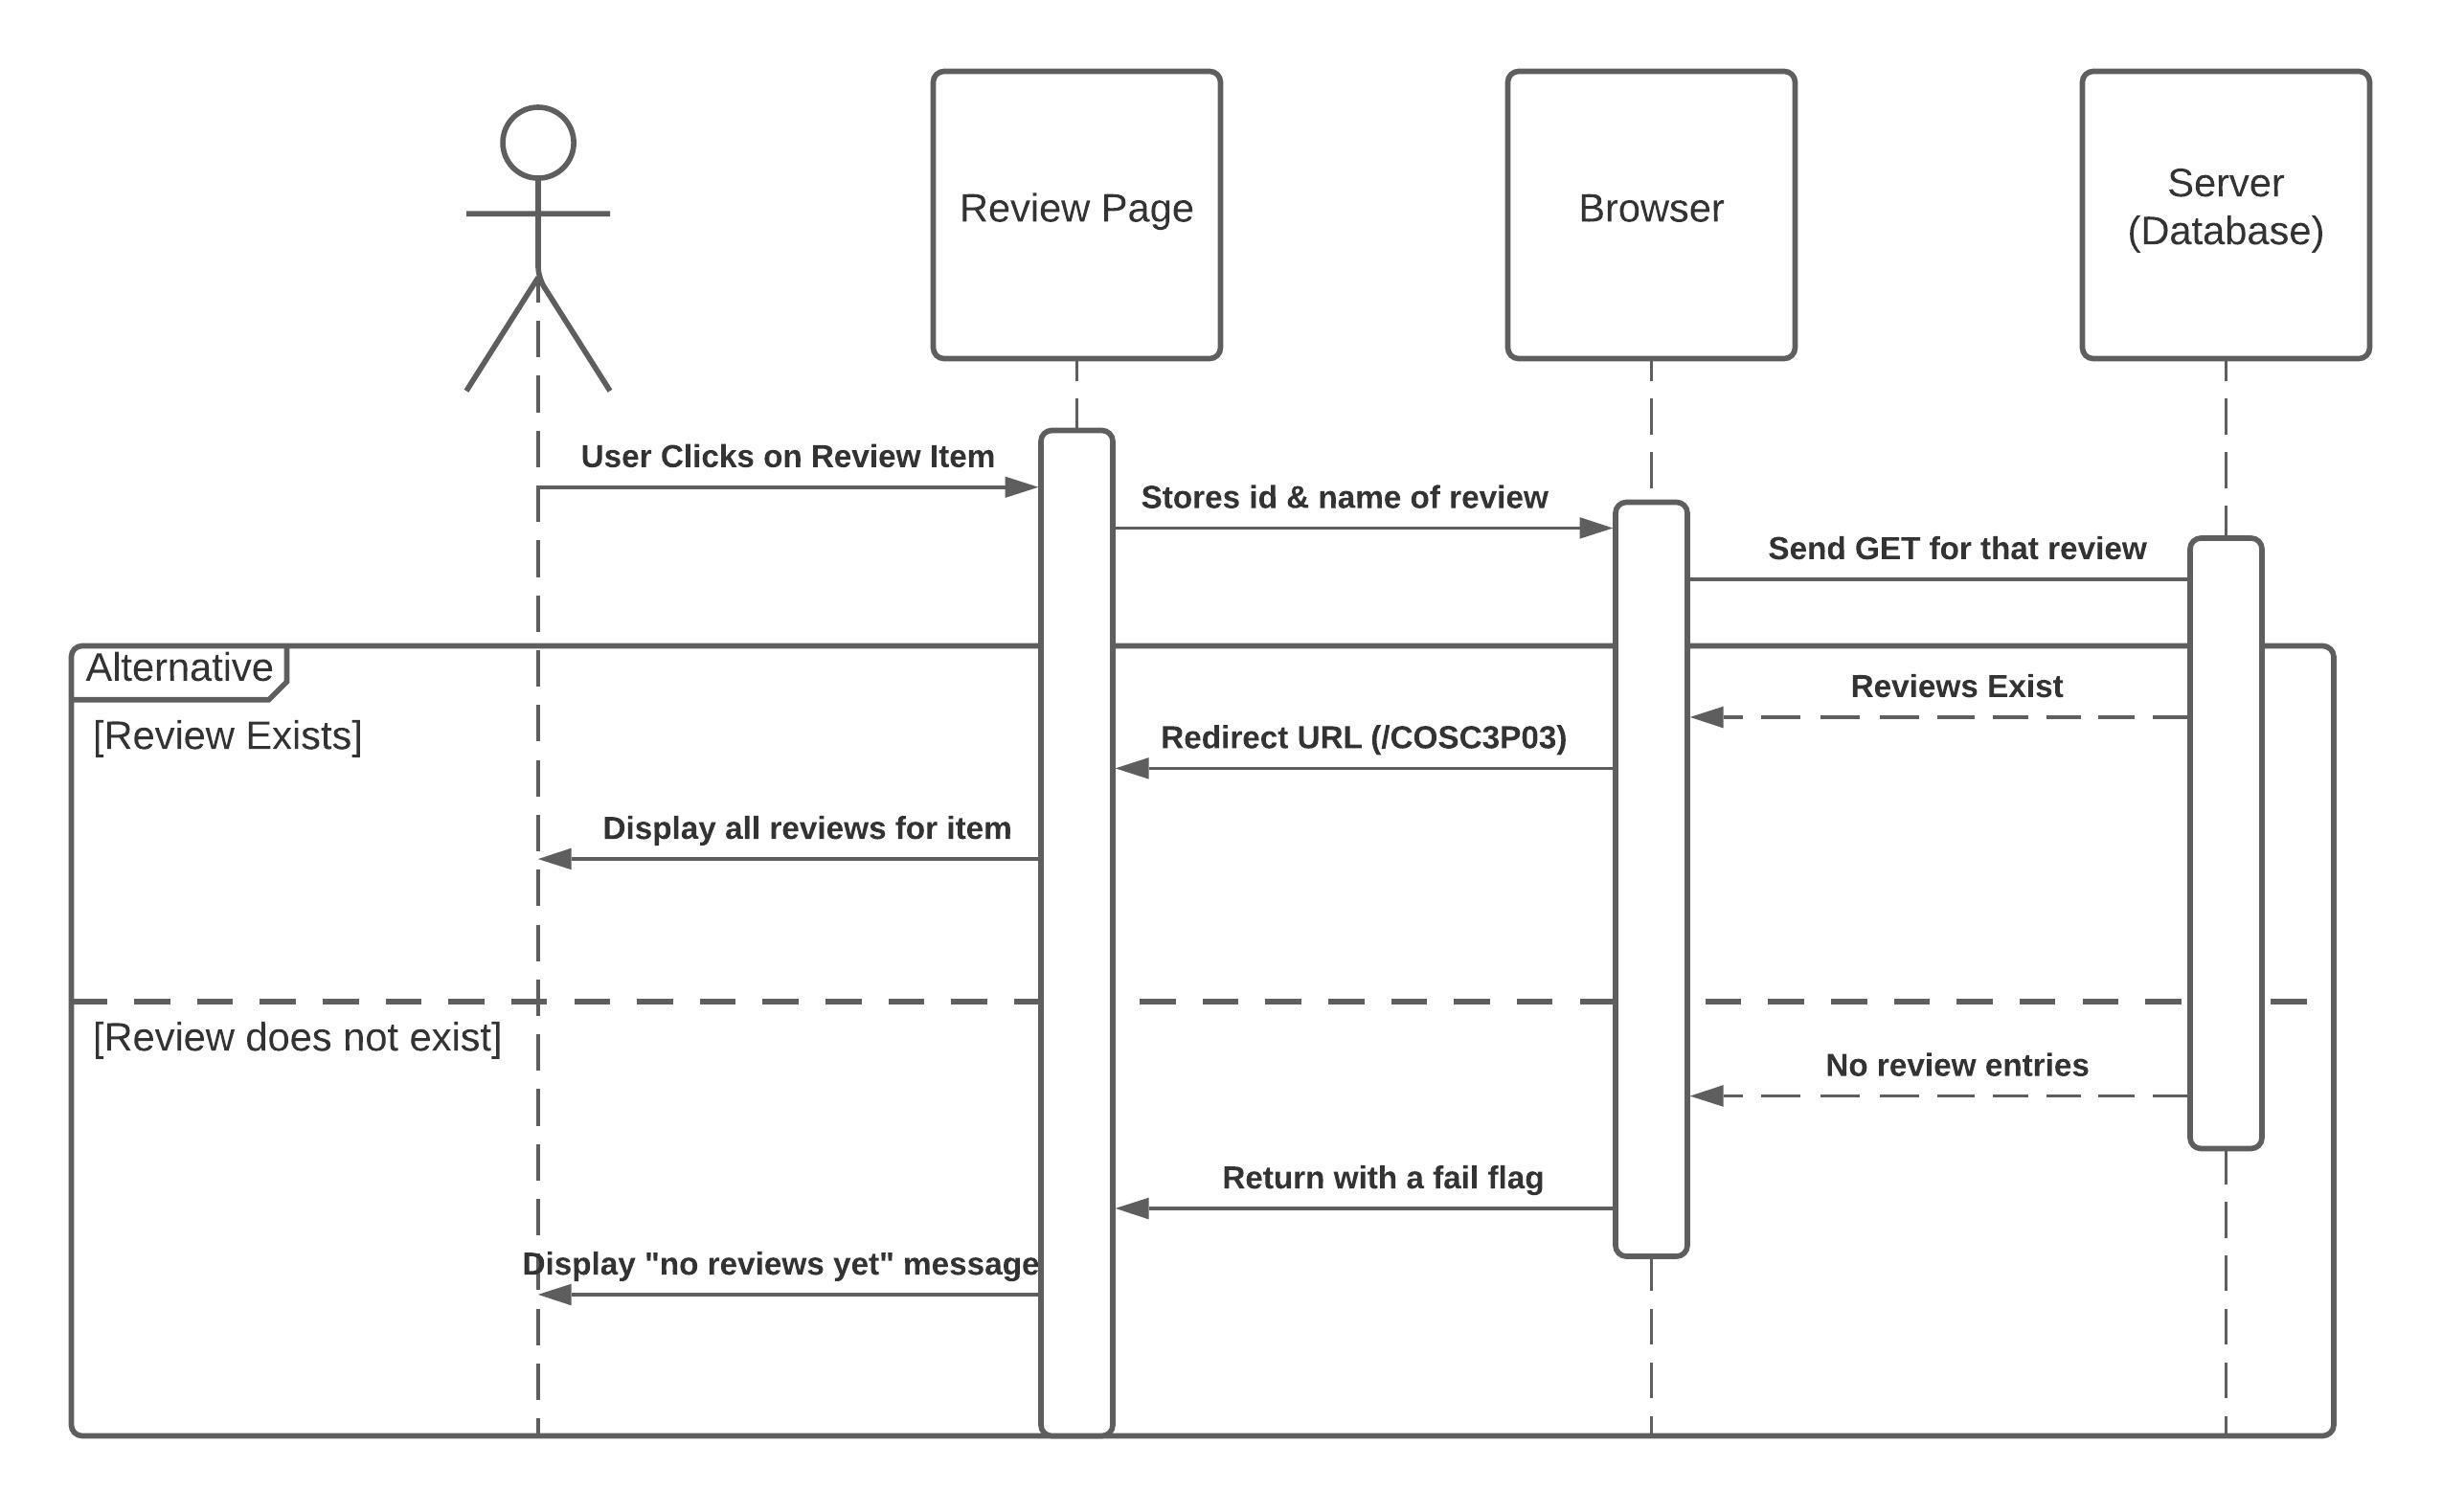 Review Page
Browser
Server
(Database)
User Clicks on Review Item
Stores id & name of review
Send GET for that review
Alternative
[Review Exists]
Reviews Exist
Redirect URL (/COSC3P03)
Display all reviews for item
[Review does not exist]
No review entries
Return with a fail flag
Display "no reviews yet" message